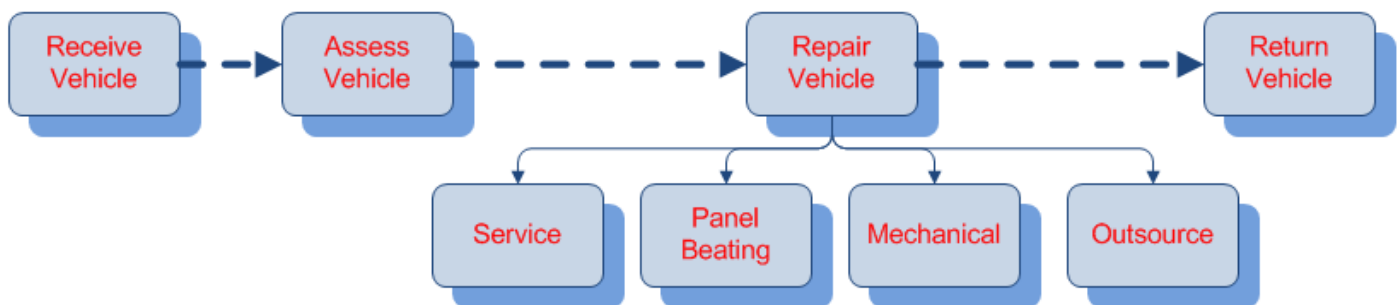 Receive
Vehicle
Assess
Vehicle
Repair
Vehicle
Return
Vehicle
Service
Panel
Beating
Mechanical
Outsource